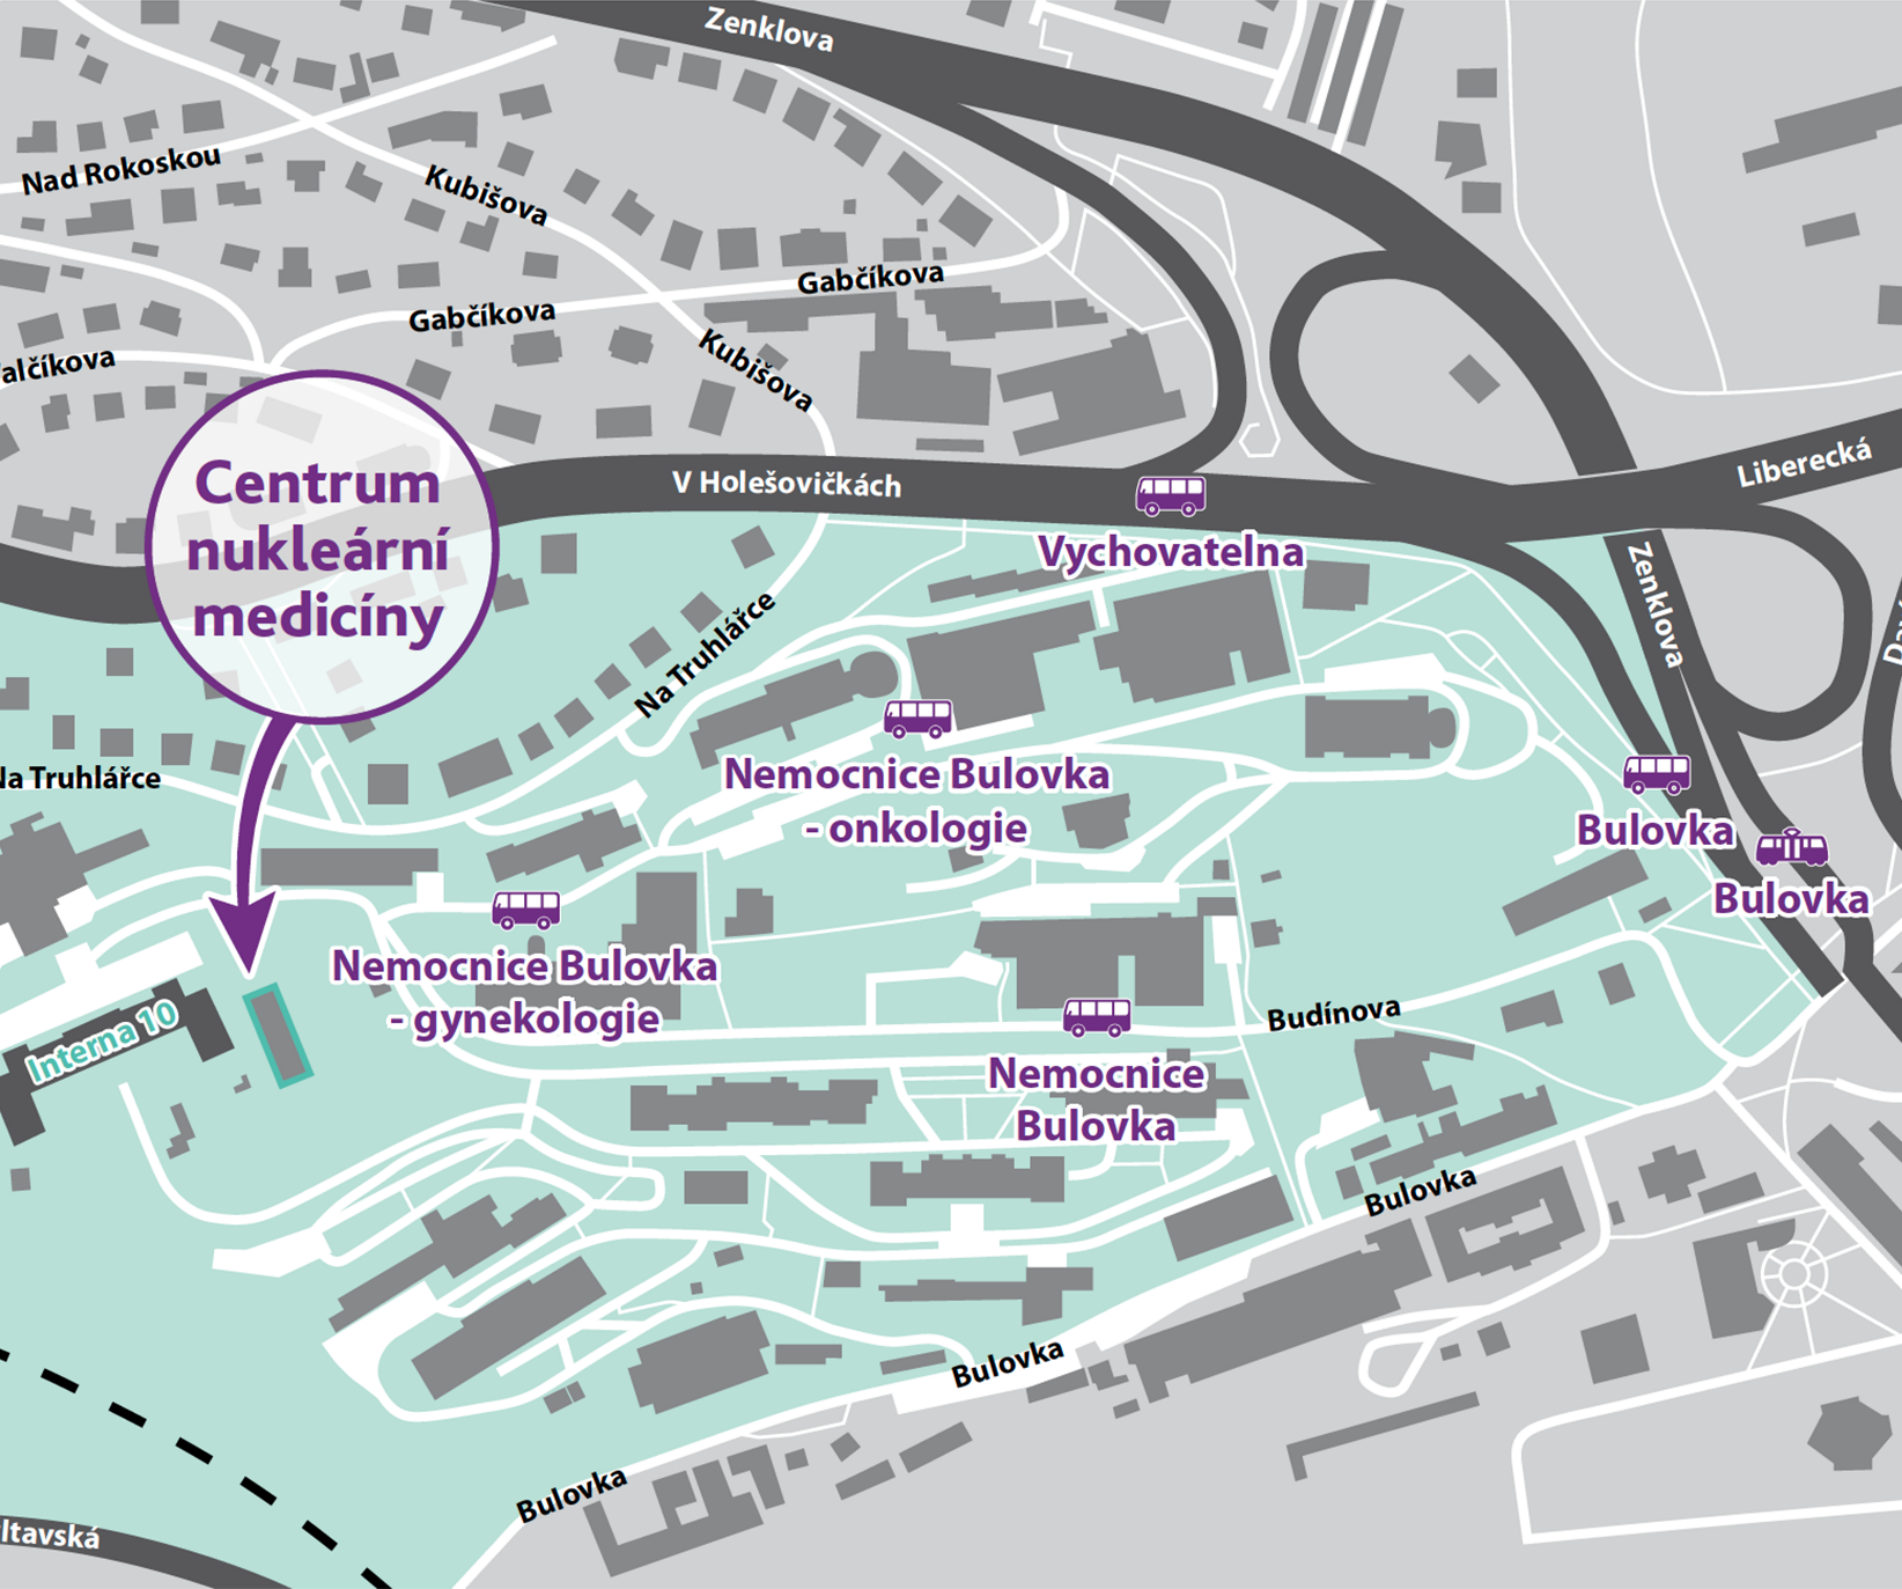 Zenklova
Nad Rokoskou
Kubišova
Gabčíkova
Gabčíkova
Kubišova
alčíkova
V Holešovičkách
Liberecká
Centrum
nukleární
medicíny
Vychovatelna
Zenklova
Na Truhlářce
Nemocnice Bulovka
- onkologie
Na Truhlářce
Bulovka
Bulovka
Nemocnice Bulovka
- gynekologie
Budínova
Interna 10
Nemocnice
Bulovka
Bulovka
Bulovka
Bulovka
ltavská